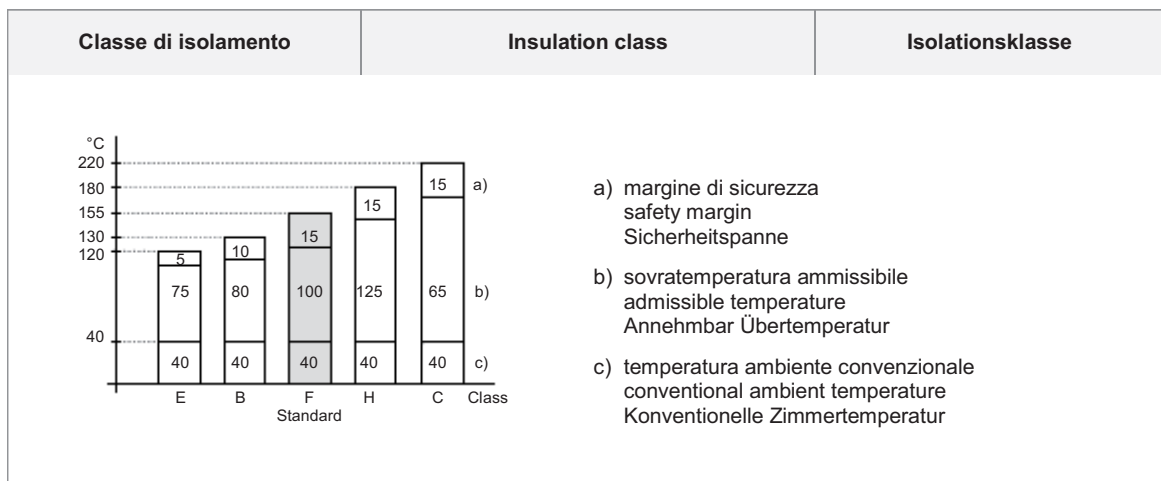 Classe di isolamento Insulation class Isolationsklasse
°C
220
180
155
130
120
40
15 a)
15
15
10
5
75 80 100 125 65 b)
40 40 40 40 40 c)
E B F H C Class
Standard
a) margine di sicurezza
safety margin
Sicherheitspanne
b) sovratemperatura ammissibile
admissible temperature
Annehmbar Übertemperatur
c) temperatura ambiente convenzionale
conventional ambient temperature
Konventionelle Zimmertemperatur